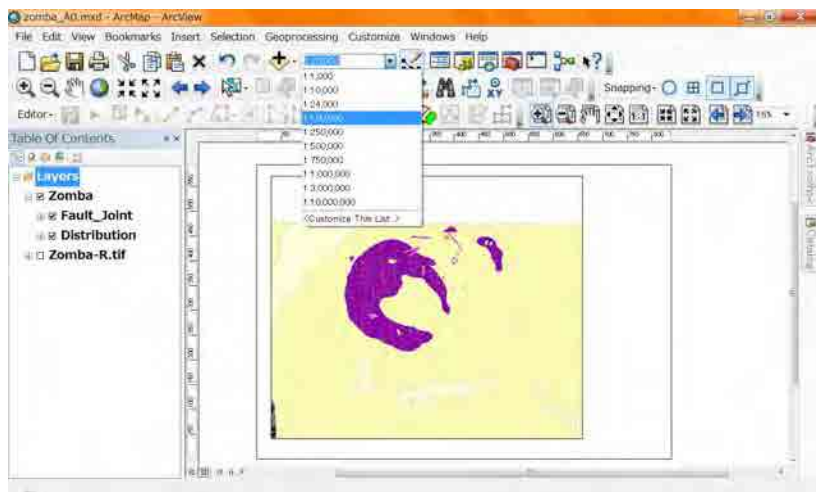 zomba_A0.mxd - ArcMap - ArcView
File Edit View Bookmarks Insert Selection Geoprocessing Customize Windows Help
1:1,000
1:10,000
1:24,000
1:100,000
1:250,000
1:500,000
1:750,000
1:1,000,000
1:3,000,000
1:10,000,000
<Customize This List...>
Snapping
Editor
Table Of Contents
Layers
Zomba
Fault_Joint
Distribution
Zomba-R.tif
Catalog